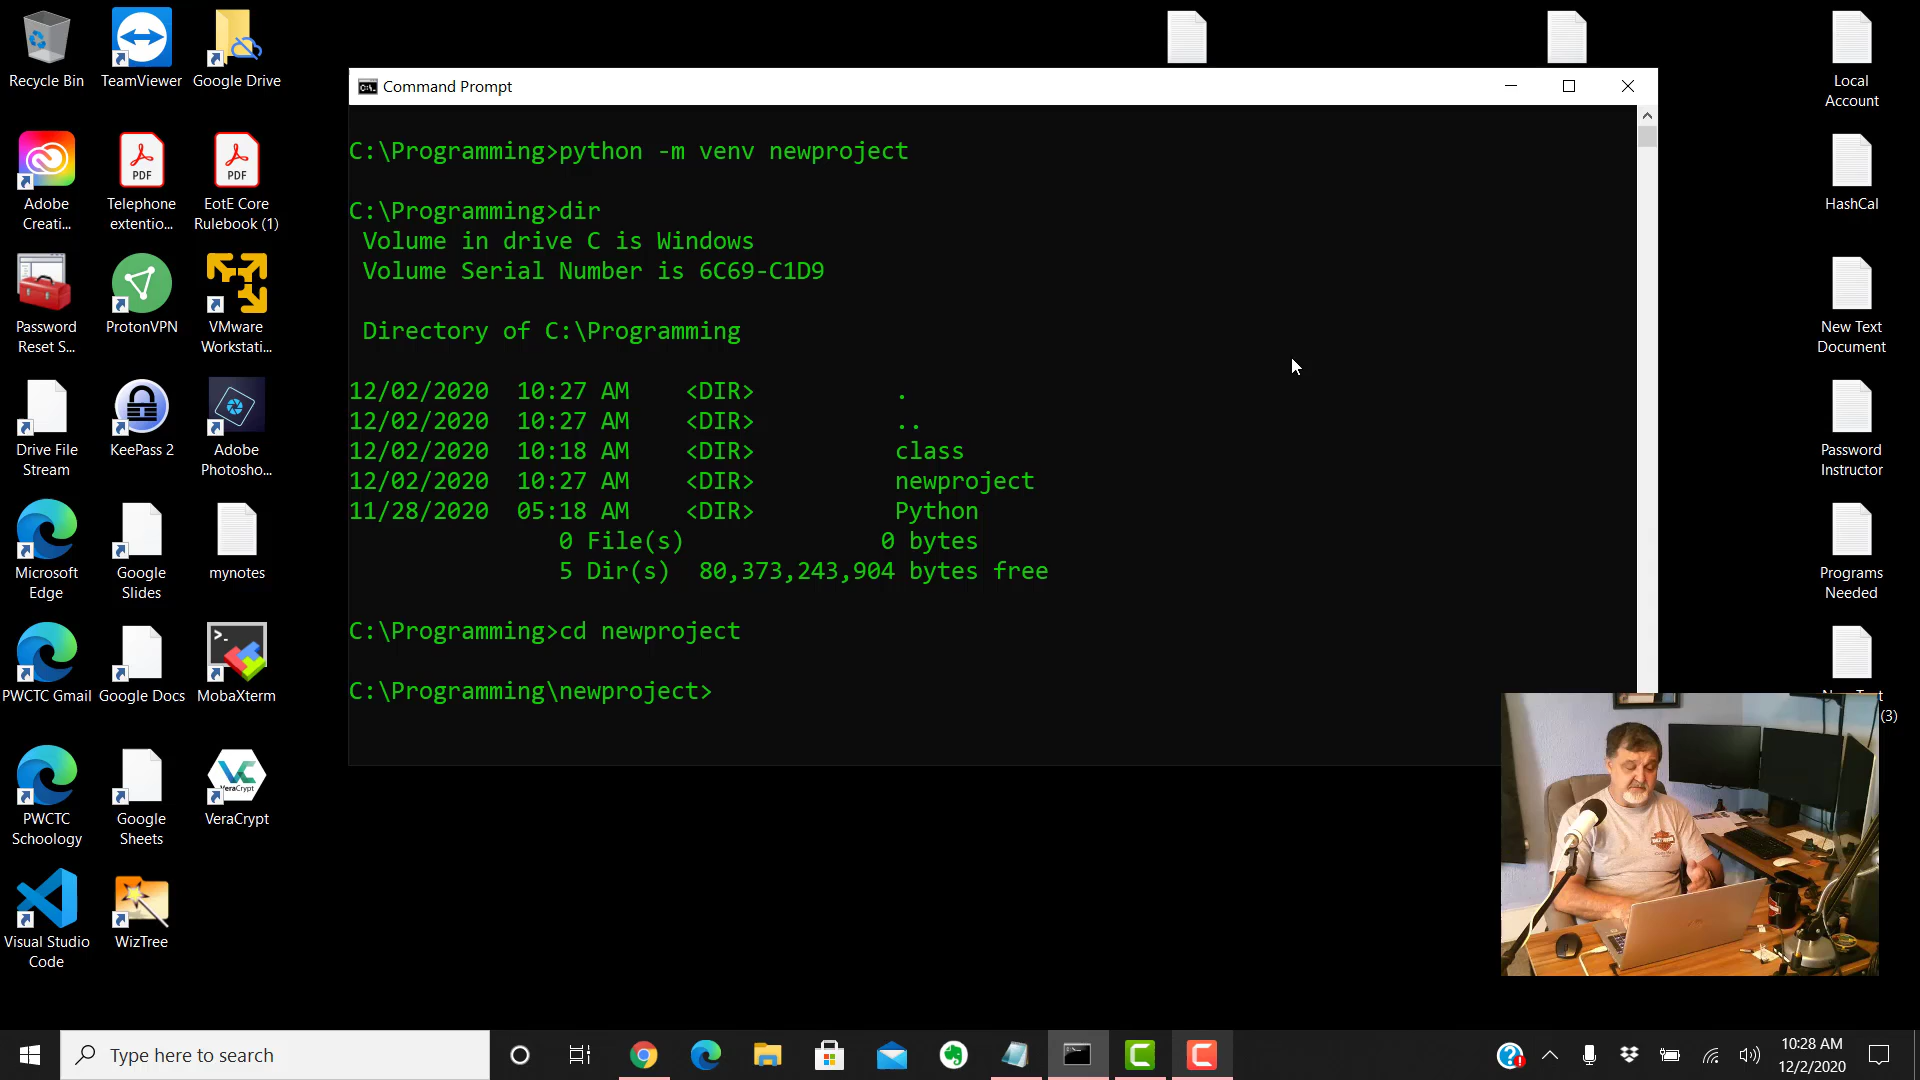 Recycle Bin
TeamViewer
Google Drive
Adobe
Creati...
PDF
Telephone
extentio...
PDF
EotE Core
Rulebook (1)
Password
Reset S...
ProtonVPN
VMware
Workstati...
Drive File
Stream
KeePass 2
Adobe
Photosho...
Microsoft
Edge
Google
Slides
mynotes
PWCTC Gmail
Google Docs
MobaXterm
PWCTC
Schoology
Google
Sheets
VeraCrypt
VeraCrypt
Visual Studio
Code
WizTree
Command Prompt
C:\Programming>python -m venv newproject
C:\Programming>dir
Volume in drive C is Windows
Volume Serial Number is 6C69-C1D9
Directory of C:\Programming
12/02/2020 10:27 AM <DIR> .
12/02/2020 10:27 AM <DIR> ..
12/02/2020 10:18 AM <DIR> class
12/02/2020 10:27 AM <DIR> newproject
11/28/2020 05:18 AM <DIR> Python
0 File(s) 0 bytes
5 Dir(s) 80,373,243,904 bytes free
C:\Programming>cd newproject
C:\Programming\newproject>
Local
Account
HashCal
New Text
Document
Password
Instructor
Programs
Needed
(3)
Type here to search
10:28 AM
12/2/2020